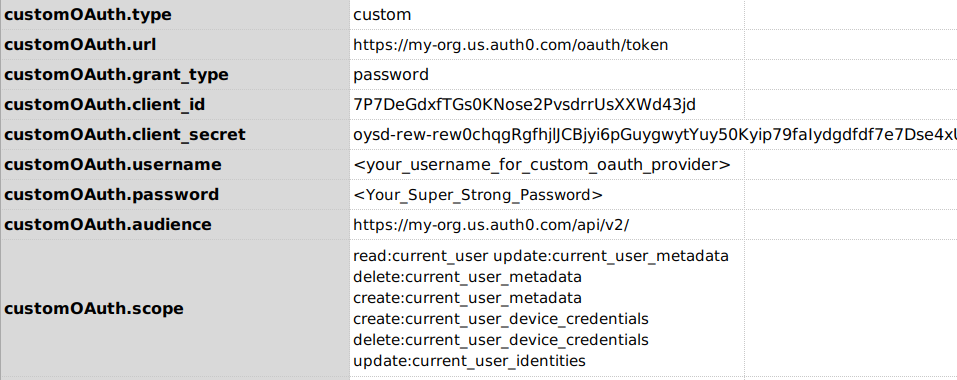 customOAuth.type custom
customOAuth.url https://my-org.us.auth0.com/oauth/token
customOAuth.grant_type password
customOAuth.client_id 7P7DeGdxfTGs0KNose2PvsdrrUsXXWd43jd
customOAuth.client_secret oysd-rew-rew0chqgRgfhjlJCBjyi6pGuygwytYuy50Kyip79faIydgdfdf7e7Dse4xU
customOAuth.username <your_username_for_custom_oauth_provider>
customOAuth.password <Your_Super_Strong_Password>
customOAuth.audience https://my-org.us.auth0.com/api/v2/
customOAuth.scope read:current_user update:current_user_metadata
delete:current_user_metadata
create:current_user_metadata
create:current_user_device_credentials
delete:current_user_device_credentials
update:current_user_identities